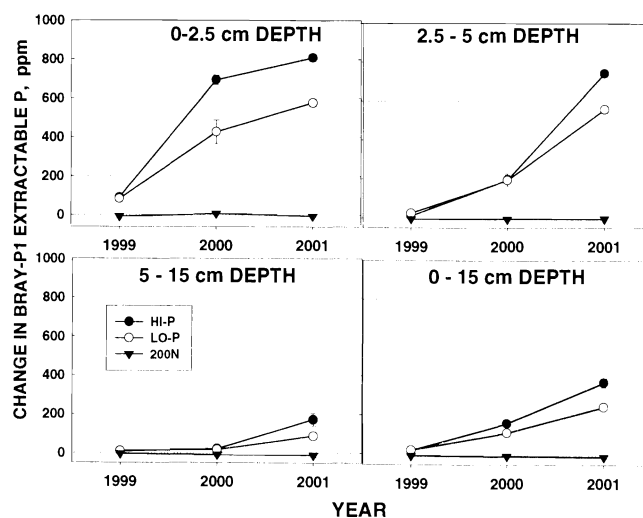 CHANGE IN BRAY-P1 EXTRACTABLE P, ppm
1000
800
600
400
200
0
0-2.5 cm DEPTH
1999 2000 2001
2.5 - 5 cm DEPTH
1999 2000 2001
1000
800
600
400
200
0
5 - 15 cm DEPTH
HI-P
LO-P
200N
1999 2000 2001
0 - 15 cm DEPTH
1999 2000 2001
YEAR